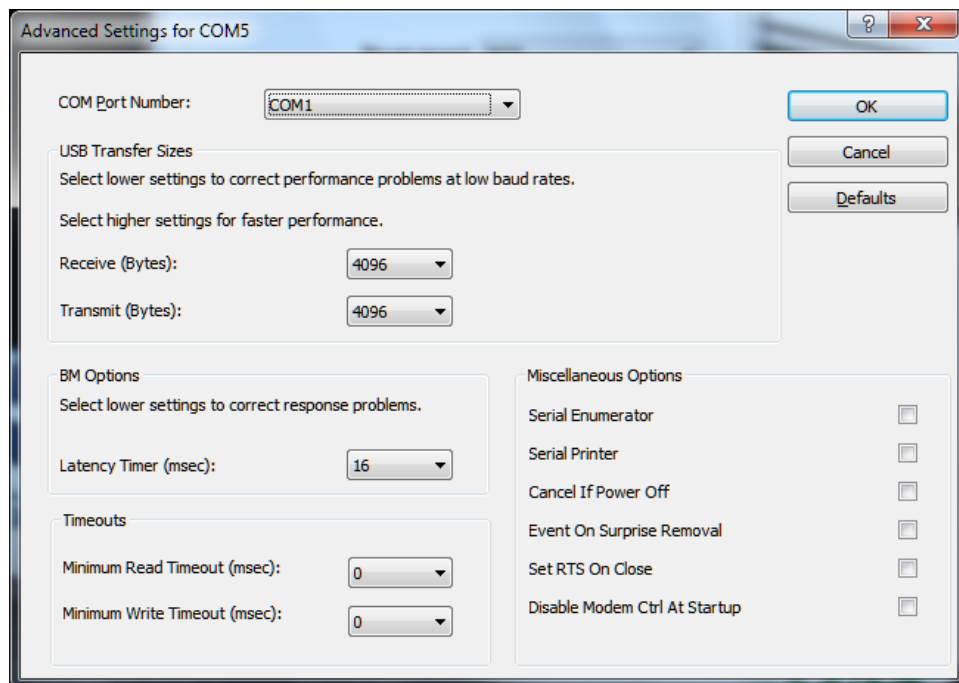 Advanced Settings for COM5
COM Port Number:
COM1
OK
USB Transfer Sizes
Cancel
Select lower settings to correct performance problems at low baud rates.
Defaults
Select higher settings for faster performance.
Receive (Bytes):
4096
Transmit (Bytes):
4096
BM Options
Select lower settings to correct response problems.
Latency Timer (msec):
16
Timeouts
Minimum Read Timeout (msec):
0
Minimum Write Timeout (msec):
0
Miscellaneous Options
Serial Enumerator
Serial Printer
Cancel If Power Off
Event On Surprise Removal
Set RTS On Close
Disable Modem Ctrl At Startup